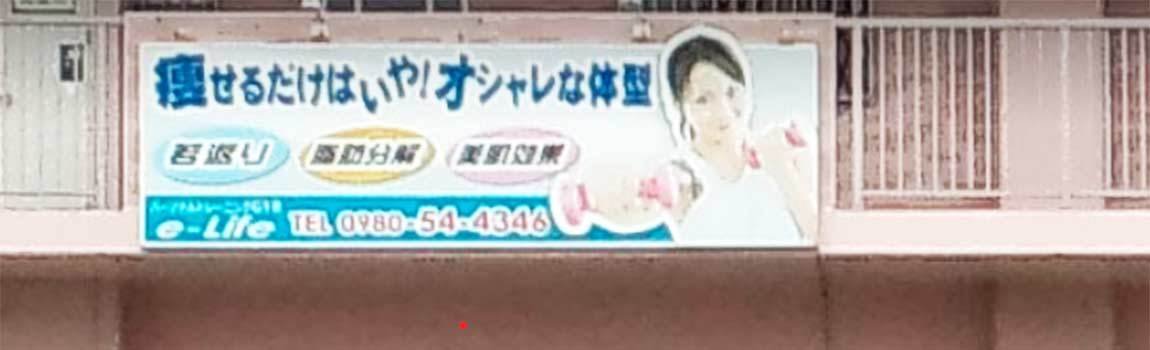 痩せるだけはいや!オシャレな体型
若返り 脂肪分解 美肌効果
パーソナルトレーニングGYM
e-Life TEL 0980-54-4346